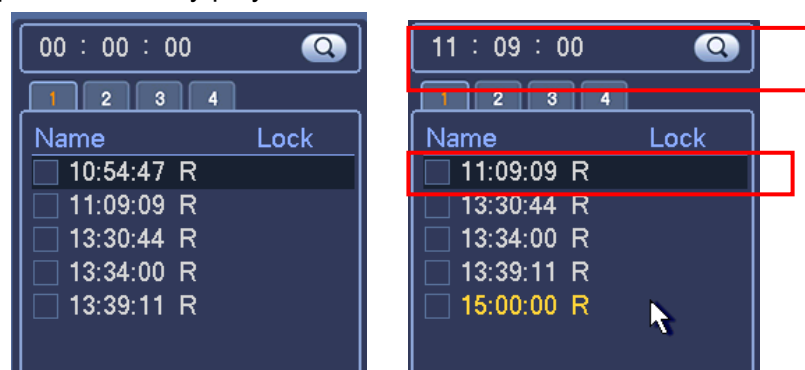 00 : 00 : 00
1 2 3 4
Name Lock
10:54:47 R
11:09:09 R
13:30:44 R
13:34:00 R
13:39:11 R
11 : 09 : 00
1 2 3 4
Name Lock
11:09:09 R
13:30:44 R
13:34:00 R
13:39:11 R
15:00:00 R